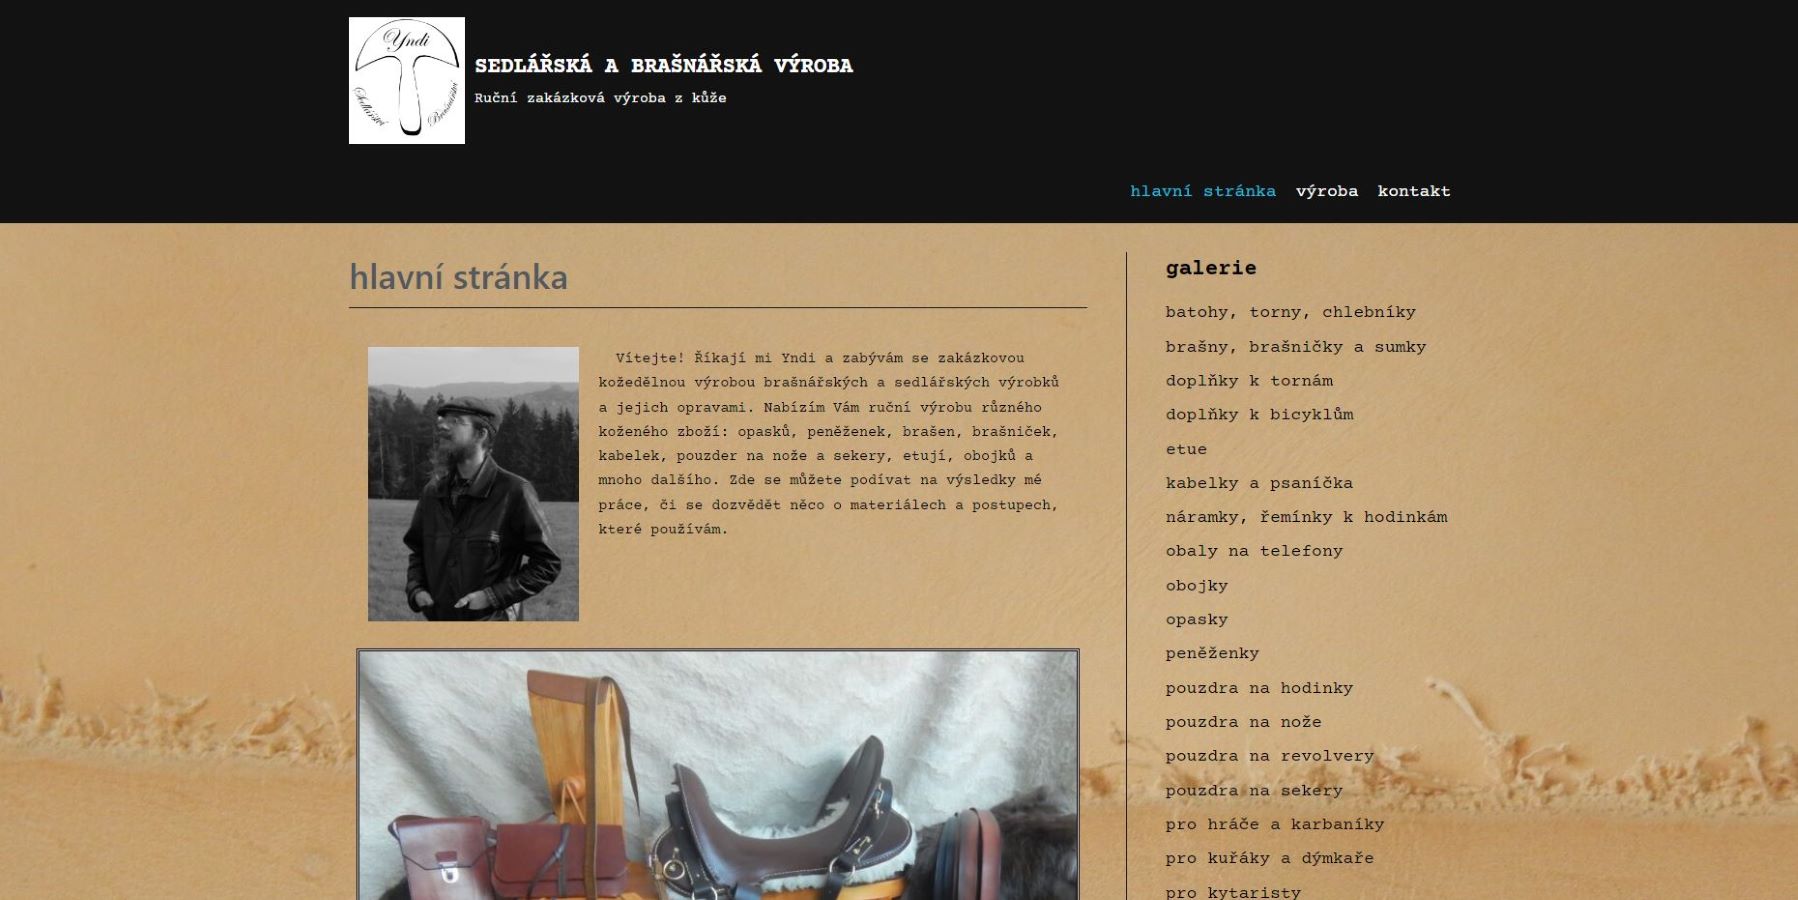 Yndi
Sedlářství
Brašnářství
SEDLÁŘSKÁ A BRAŠNÁŘSKÁ VÝROBA
Ruční zakázková výroba z kůže
hlavní stránka výroba kontakt
hlavní stránka
Vítejte! Říkají mi Yndi a zabývám se zakázkovou
kožedělnou výrobou brašnářských a sedlářských výrobků
a jejich opravami. Nabízím Vám ruční výrobu různého
koženého zboží: opasků, peněženek, brašen, brašniček,
kabelek, pouzder na nože a sekery, etují, obojků a
mnoho dalšího. Zde se můžete podívat na výsledky mé
práce, či se dozvědět něco o materiálech a postupech,
které používám.
galerie
batohy, torny, chlebníky
brašny, brašničky a sumky
doplňky k tornám
doplňky k bicyklům
etue
kabelky a psaníčka
náramky, řemínky k hodinkám
obaly na telefony
obojky
opasky
peněženky
pouzdra na hodinky
pouzdra na nože
pouzdra na revolvery
pouzdra na sekery
pro hráče a karbaníky
pro kuřáky a dýmkaře
pro kytaristy